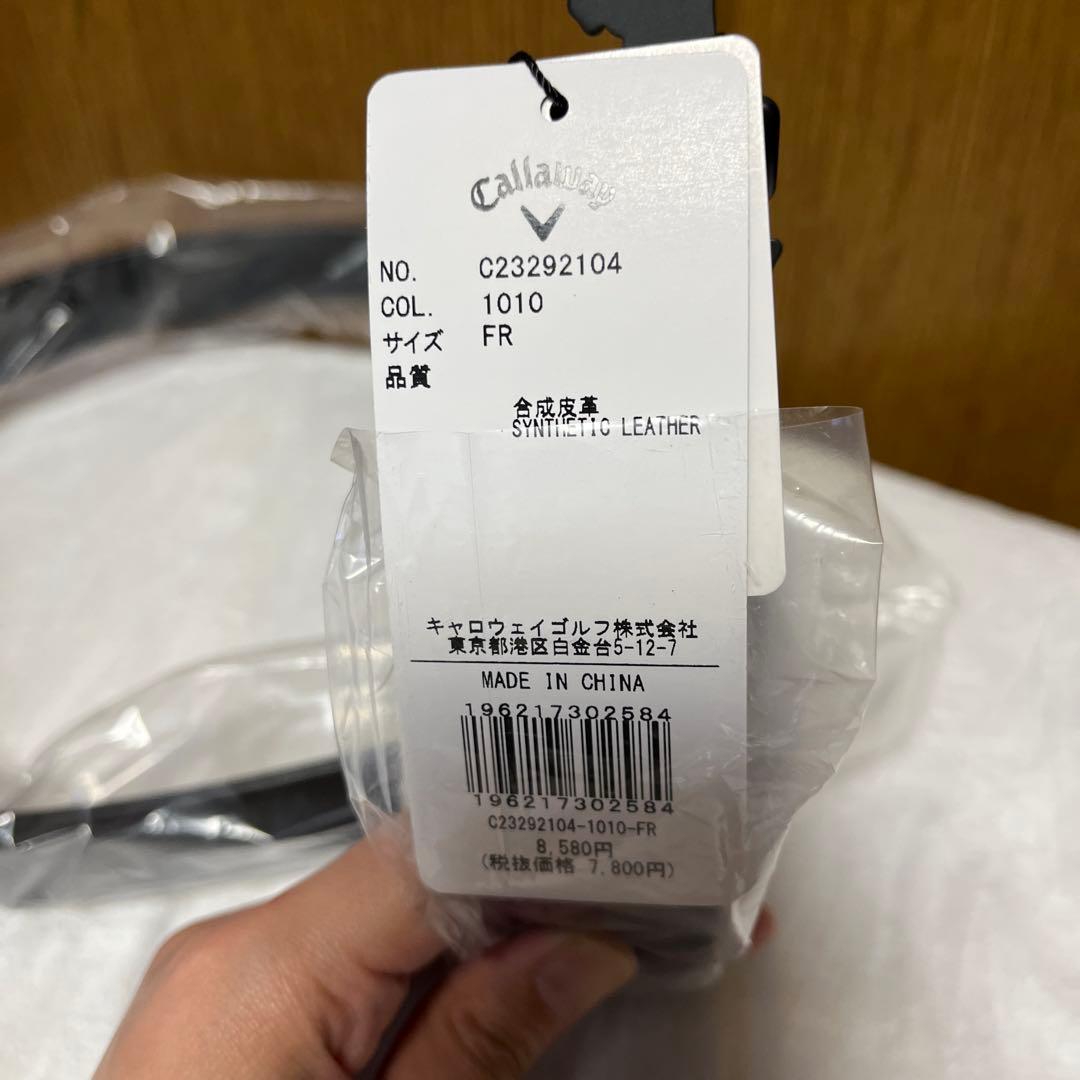 Callaway
NO. C23292104
COL. 1010
サイズ FR
品質
合成皮革
SYNTHETIC LEATHER
キャロウェイゴルフ株式会社
東京都港区白金台5-12-7
MADE IN CHINA
196217302584
196217302584
C23292104-1010-FR
8,580円
(税抜価格 7,800円)